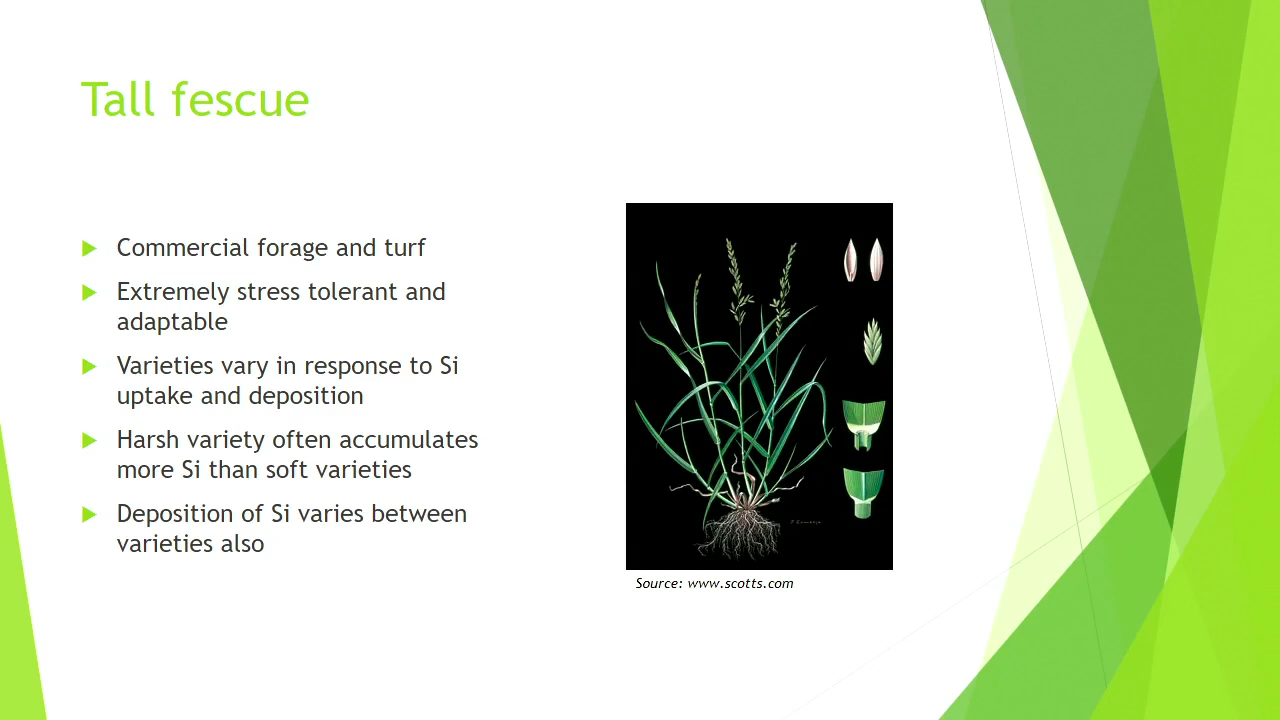 Tall fescue
Commercial forage and turf
Extremely stress tolerant and
adaptable
Varieties vary in response to Si
uptake and deposition
Harsh variety often accumulates
more Si than soft varieties
Deposition of Si varies between
varieties also
Source: www.scotts.com